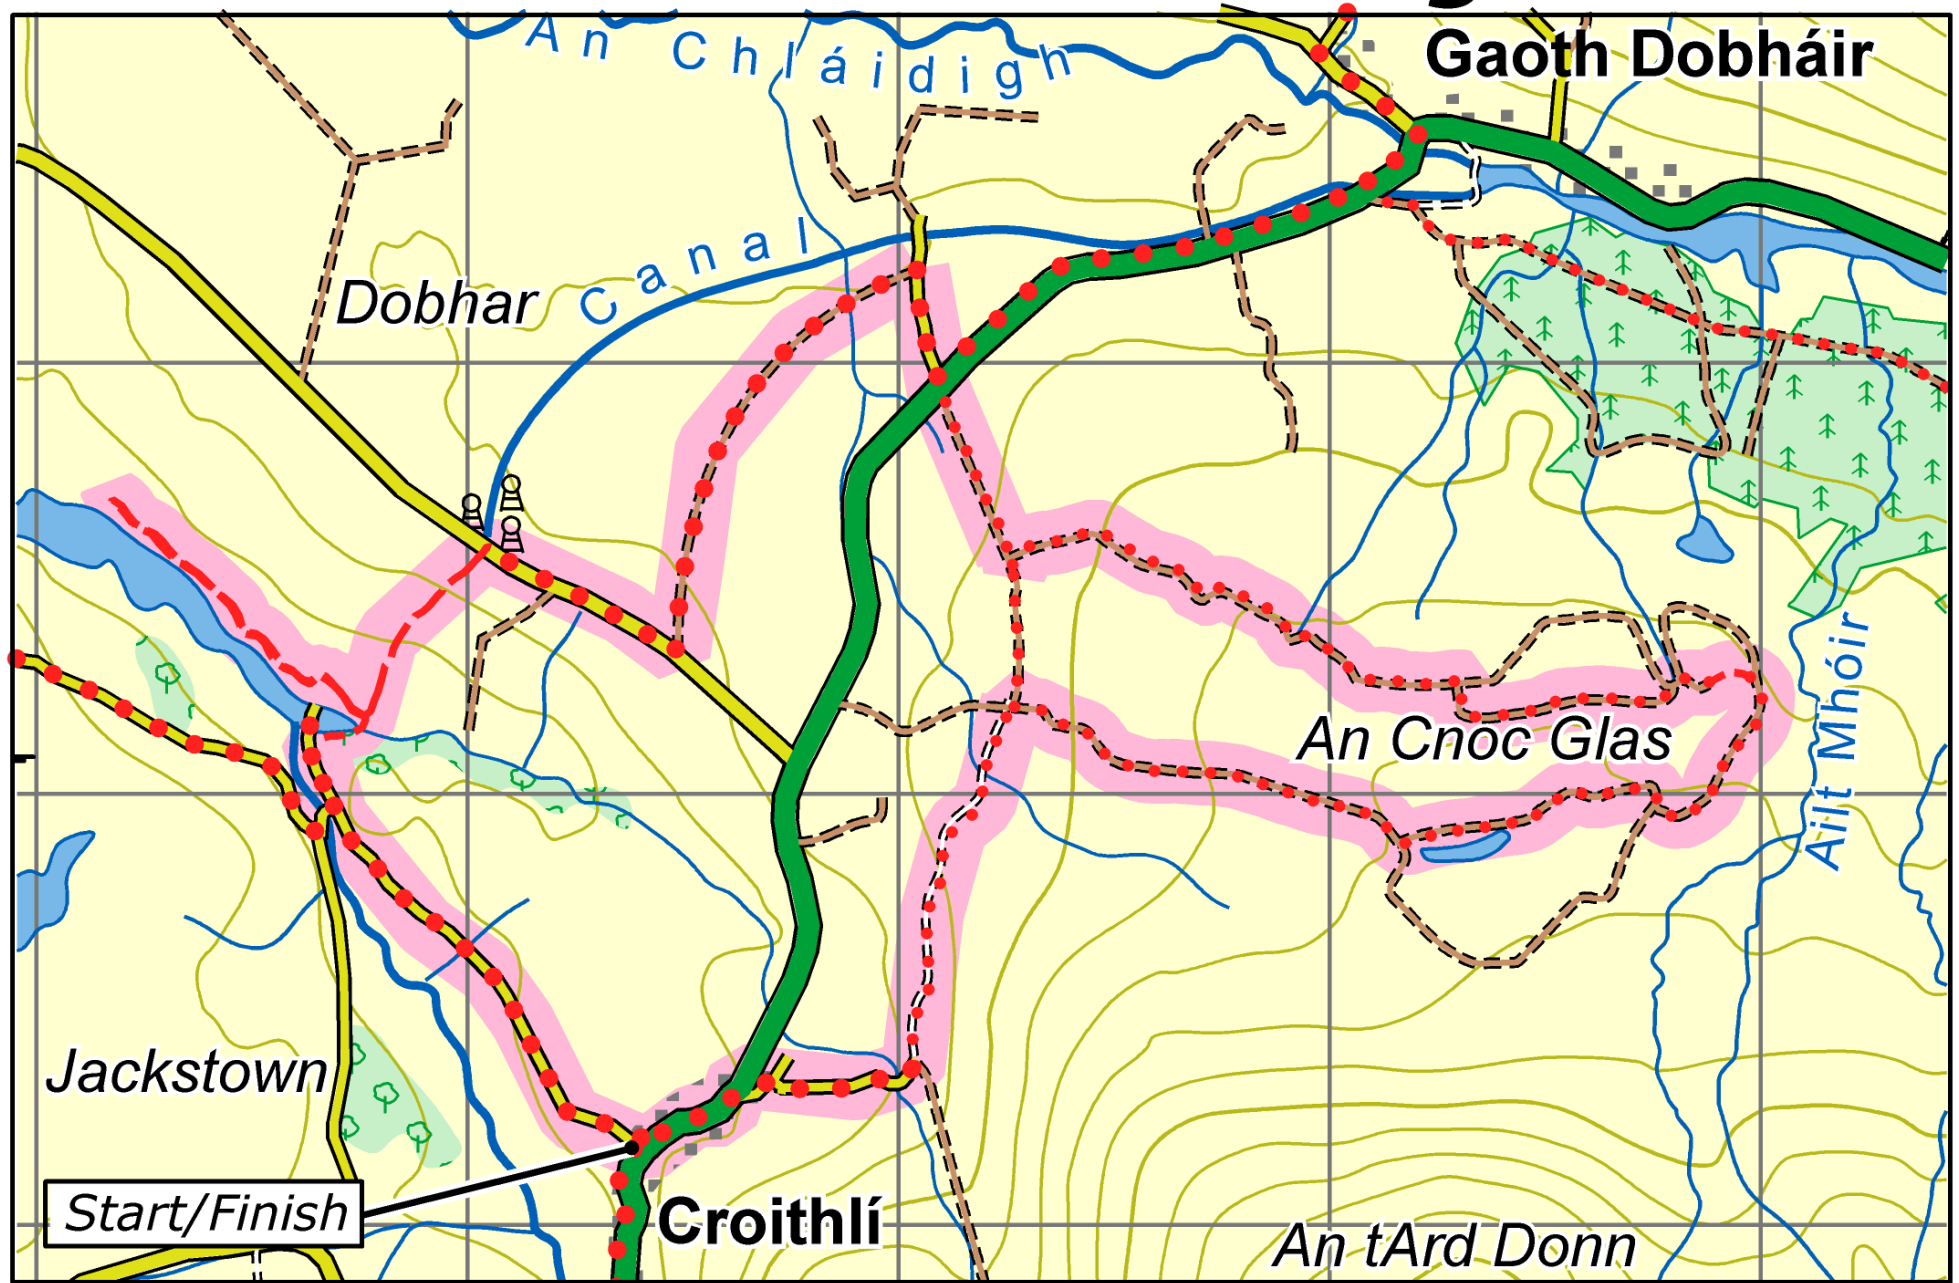 An Chláidigh
Gaoth Dobháir
Canal
Dobhar
Ailt Mhóir
An Cnoc Glas
Jackstown
Start/Finish
Croithlí
An tArd Donn